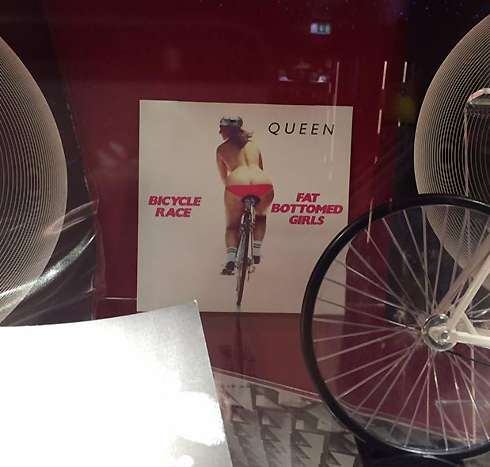 QUEEN
BICYCLE
RACE
FAT
BOTTOMED
GIRLS